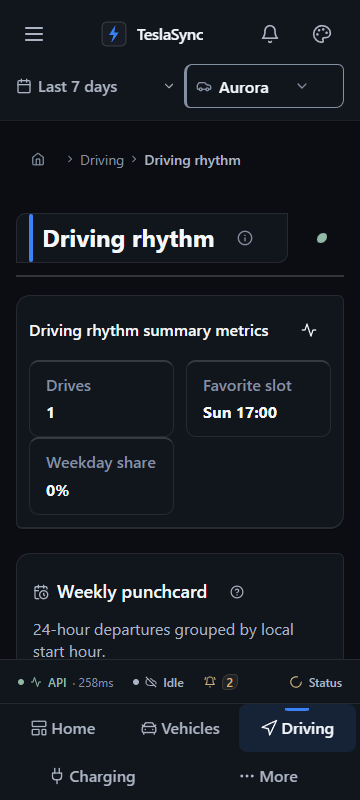 TeslaSync
Last 7 days
Aurora
Driving
Driving rhythm
Driving rhythm
Driving rhythm summary metrics
Drives
1
Favorite slot
Sun 17:00
Weekday share
0%
Weekly punchcard
24-hour departures grouped by local
start hour.
API · 258ms
Idle
2
Status
Home
Vehicles
Driving
Charging
More